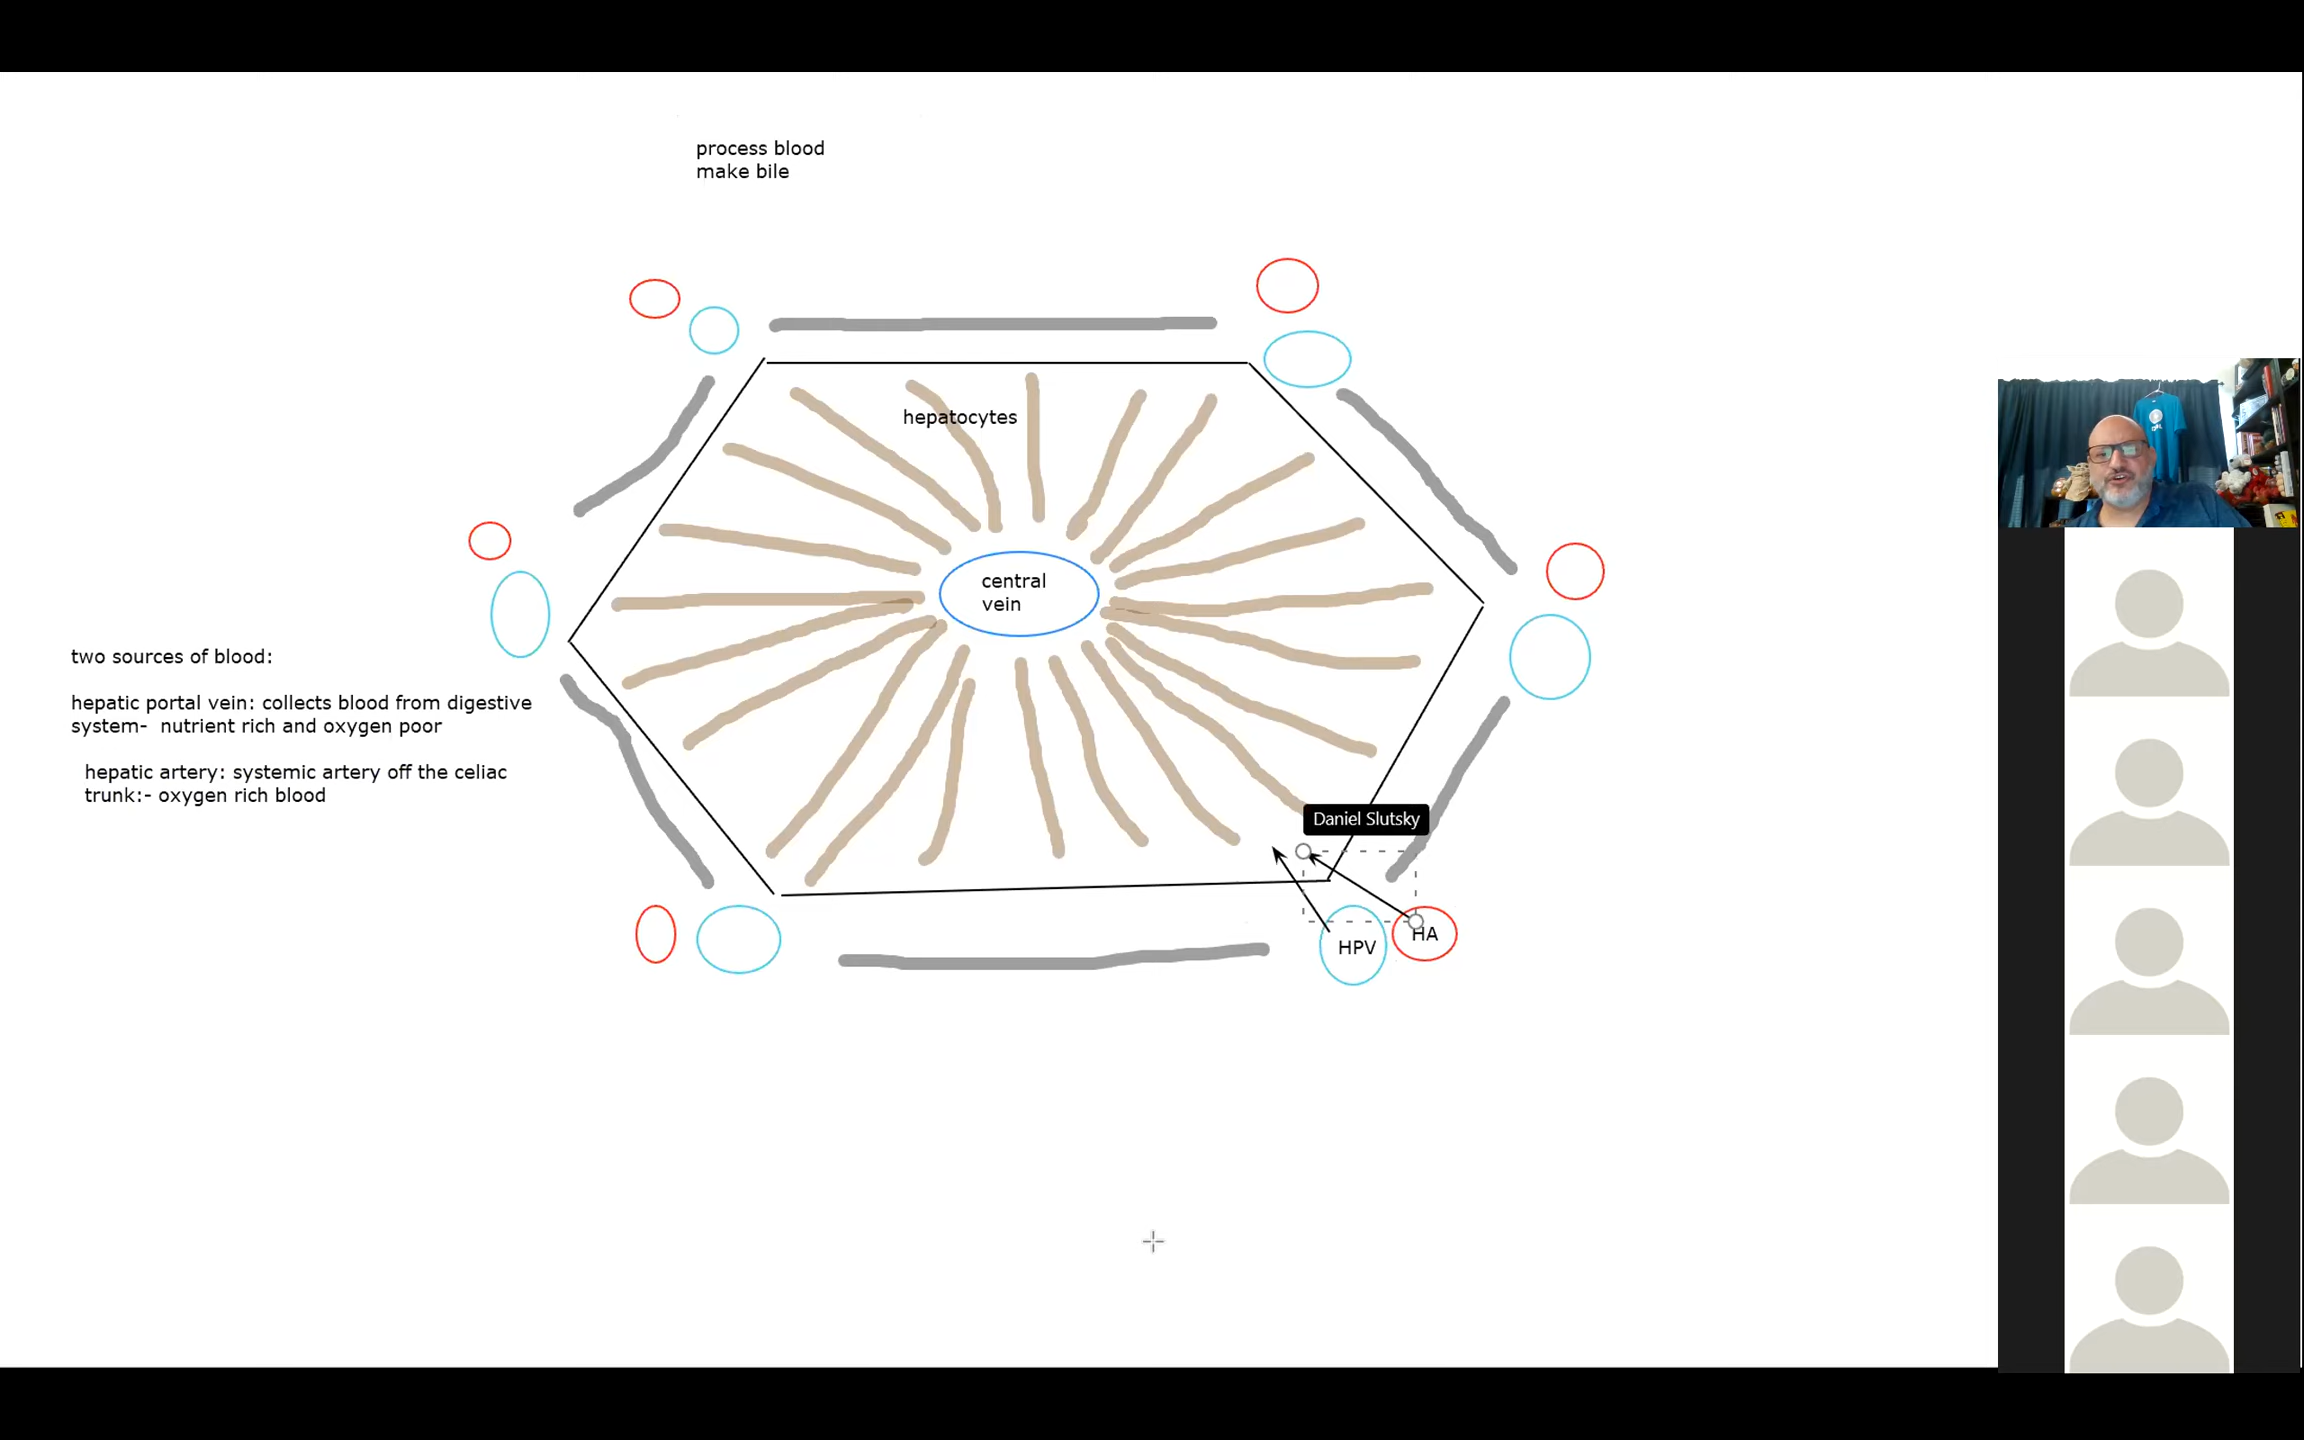 process blood
make bile
hepatocytes
central
vein
two sources of blood:
hepatic portal vein: collects blood from digestive
system-  nutrient rich and oxygen poor
hepatic artery: systemic artery off the celiac
trunk:- oxygen rich blood
Daniel Slutsky
HPV
HA